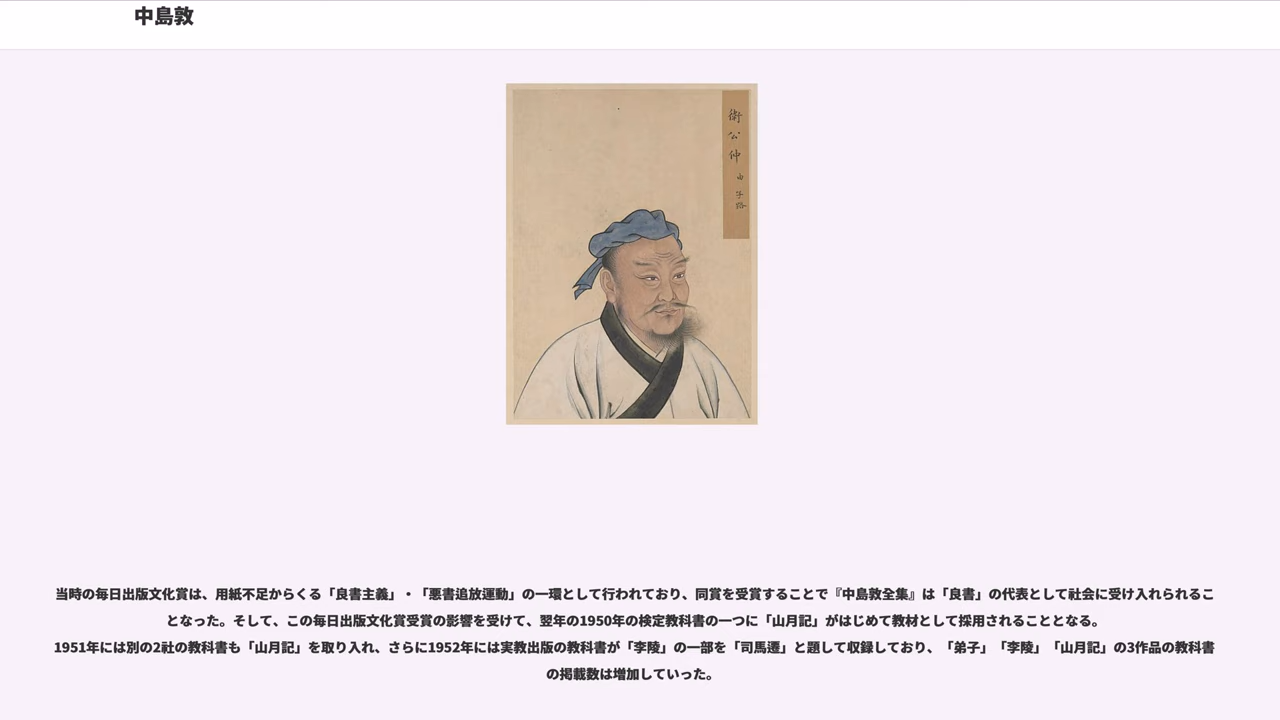 中島敦
衛公仲由子路
当時の毎日出版文化賞は、用紙不足からくる「良書主義」・「悪書追放運動」の一環として行われており、同賞を受賞することで『中島敦全集』は「良書」の代表として社会に受け入れられるこ
となった。そして、この毎日出版文化賞受賞の影響を受けて、翌年の1950年の検定教科書の一つに「山月記」がはじめて教材として採用されることとなる。
1951年には別の2社の教科書も「山月記」を取り入れ、さらに1952年には実教出版の教科書が「李陵」の一部を「司馬遷」と題して収録しており、「弟子」「李陵」「山月記」の3作品の教科書
の掲載数は増加していった。